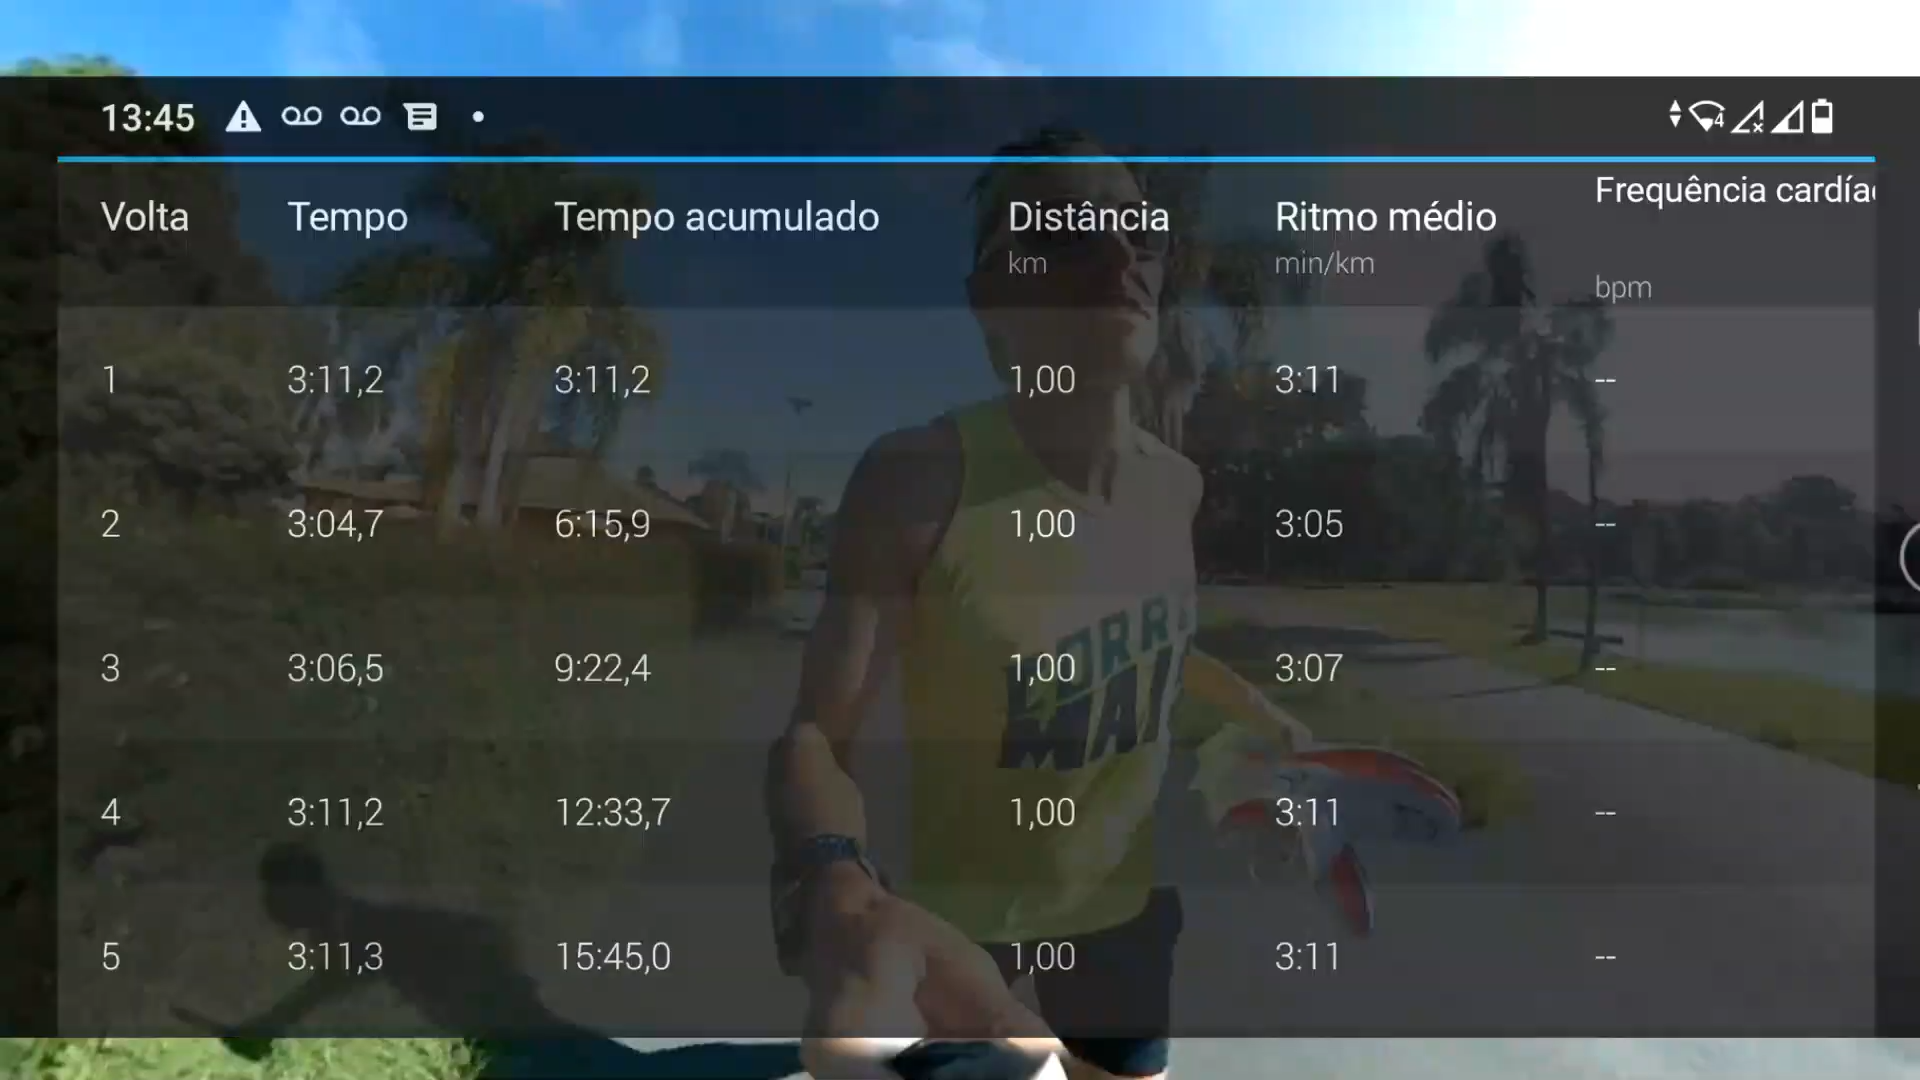 13:45
4
Volta Tempo Tempo acumulado Distância Ritmo médio Frequência cardía
km min/km bpm
1 3:11,2 3:11,2 1,00 3:11 --
2 3:04,7 6:15,9 1,00 3:05 --
3 3:06,5 9:22,4 1,00 3:07 --
4 3:11,2 12:33,7 1,00 3:11 --
5 3:11,3 15:45,0 1,00 3:11 --
CORR
MAI